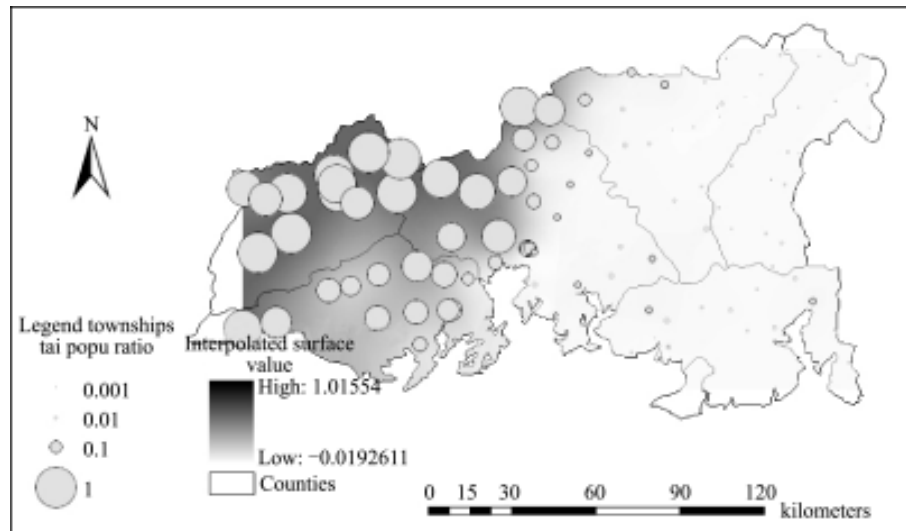 N
Legend townships
tai popu ratio
0.001
0.01
0.1
1
Interpolated surface
value
High: 1.01554
Low: −0.0192611
Counties
0 15 30 60 90 120
kilometers